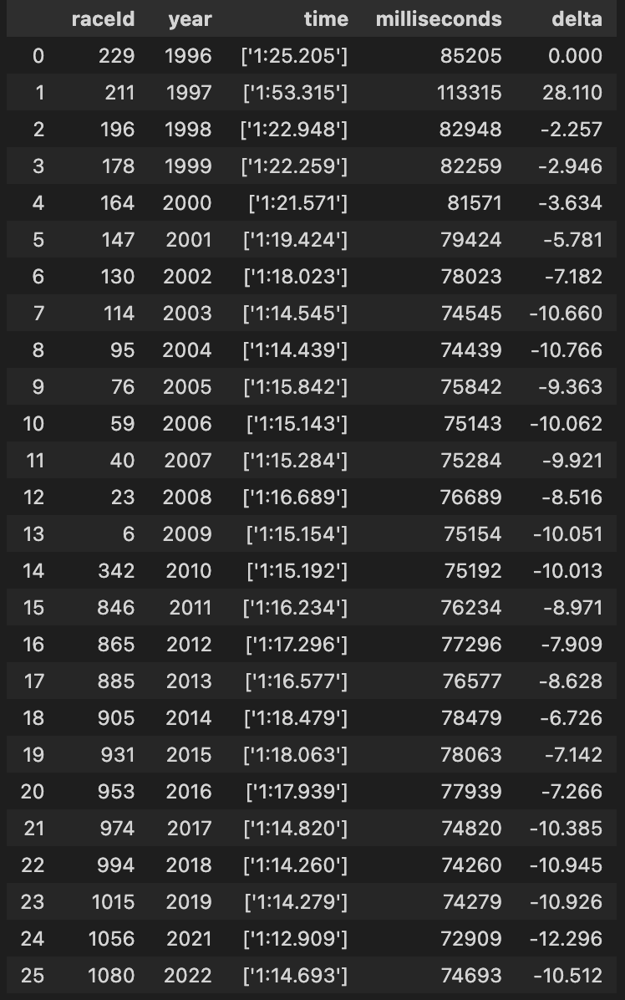 raceId year time milliseconds delta
0 229 1996 ['1:25.205'] 85205 0.000
1 211 1997 ['1:53.315'] 113315 28.110
2 196 1998 ['1:22.948'] 82948 -2.257
3 178 1999 ['1:22.259'] 82259 -2.946
4 164 2000 ['1:21.571'] 81571 -3.634
5 147 2001 ['1:19.424'] 79424 -5.781
6 130 2002 ['1:18.023'] 78023 -7.182
7 114 2003 ['1:14.545'] 74545 -10.660
8 95 2004 ['1:14.439'] 74439 -10.766
9 76 2005 ['1:15.842'] 75842 -9.363
10 59 2006 ['1:15.143'] 75143 -10.062
11 40 2007 ['1:15.284'] 75284 -9.921
12 23 2008 ['1:16.689'] 76689 -8.516
13 6 2009 ['1:15.154'] 75154 -10.051
14 342 2010 ['1:15.192'] 75192 -10.013
15 846 2011 ['1:16.234'] 76234 -8.971
16 865 2012 ['1:17.296'] 77296 -7.909
17 885 2013 ['1:16.577'] 76577 -8.628
18 905 2014 ['1:18.479'] 78479 -6.726
19 931 2015 ['1:18.063'] 78063 -7.142
20 953 2016 ['1:17.939'] 77939 -7.266
21 974 2017 ['1:14.820'] 74820 -10.385
22 994 2018 ['1:14.260'] 74260 -10.945
23 1015 2019 ['1:14.279'] 74279 -10.926
24 1056 2021 ['1:12.909'] 72909 -12.296
25 1080 2022 ['1:14.693'] 74693 -10.512